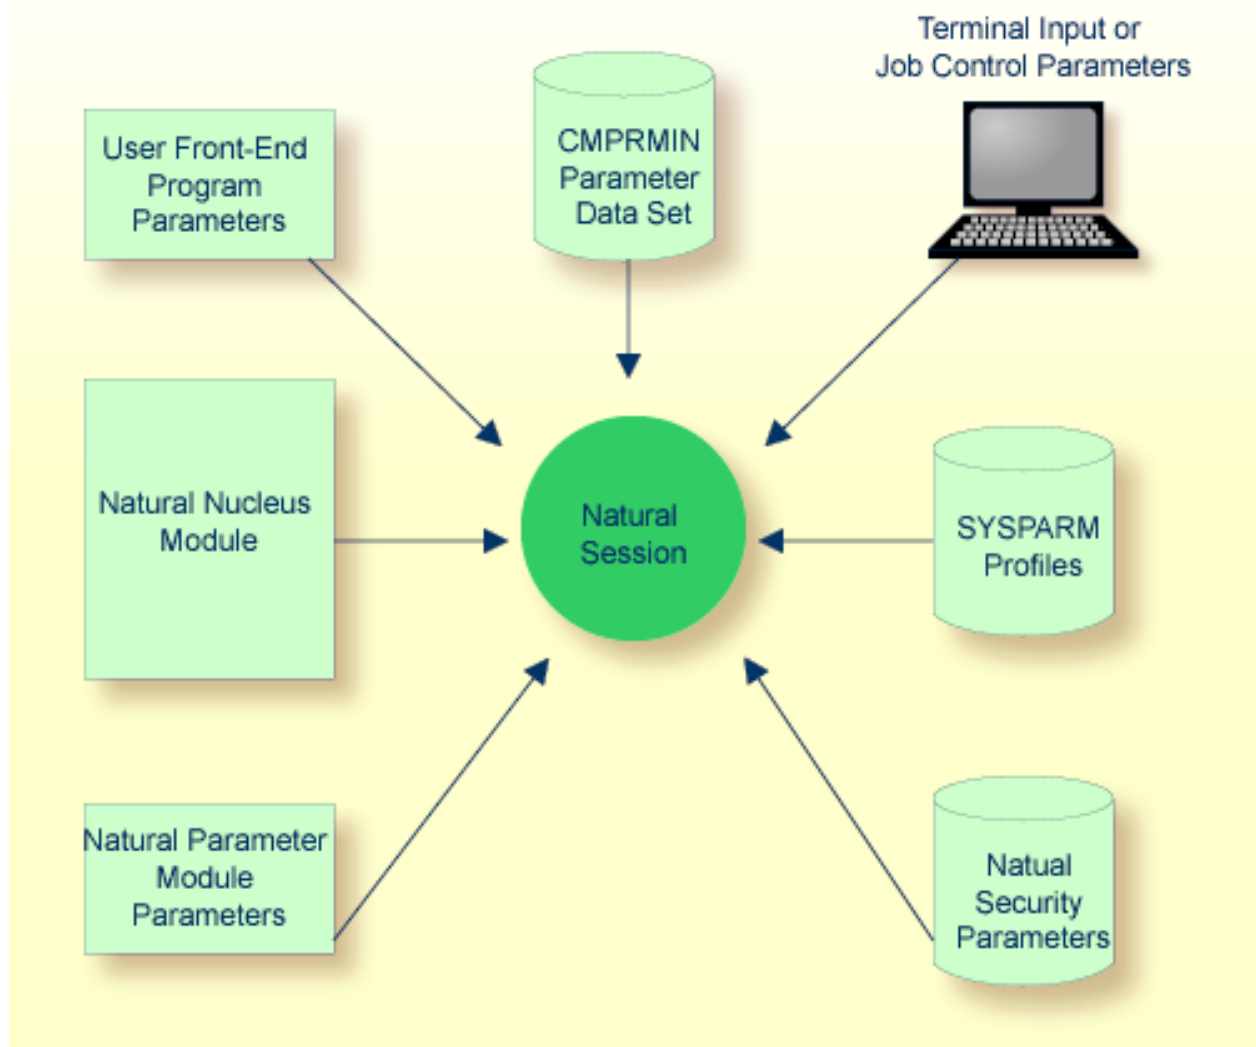 Terminal Input or
Job Control Parameters
User Front-End
Program
Parameters
CMPRMIN
Parameter
Data Set
Natural Nucleus
Module
Natural
Session
SYSPARM
Profiles
Natural Parameter
Module
Parameters
Natual
Security
Parameters